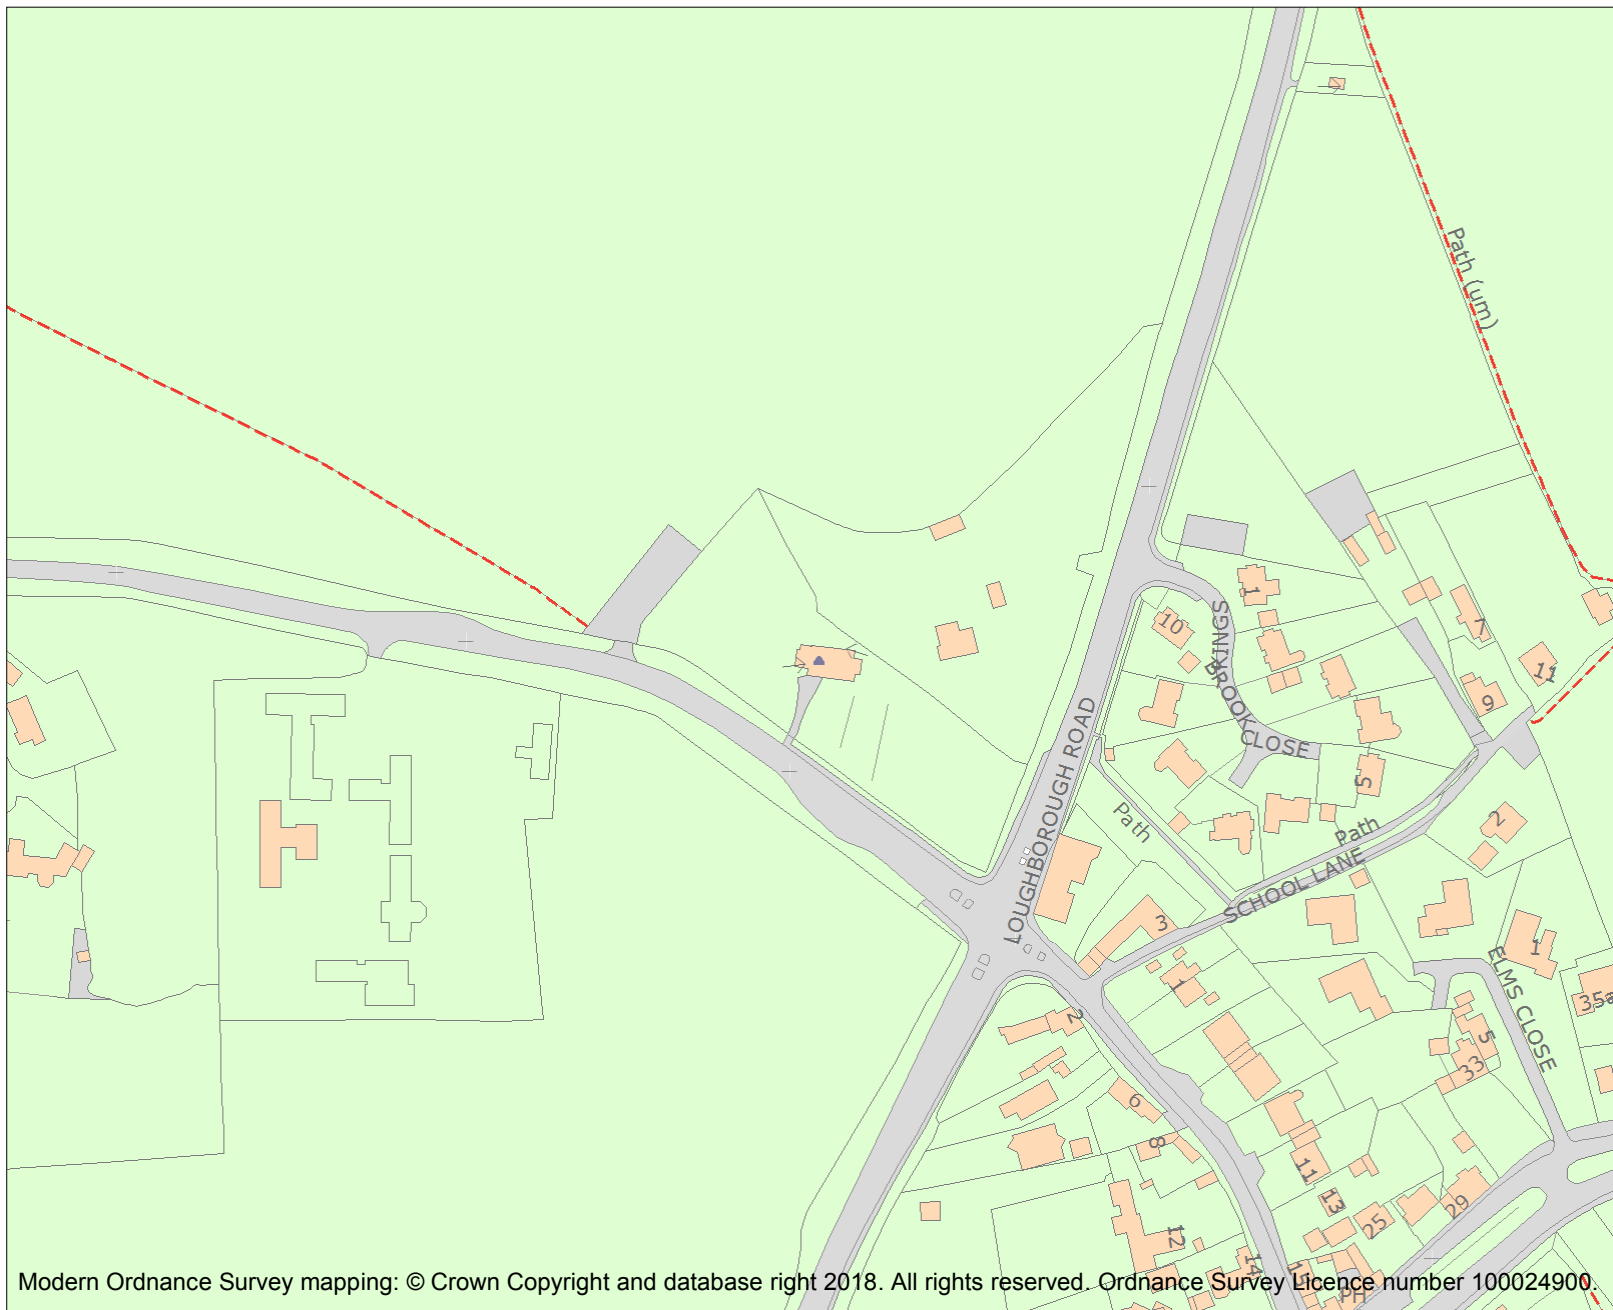 Path (um)
1
10
KINGS
BROOK
CLOSE
7
11
9
5
LOUGHBOROUGH ROAD
Path
Path
2
SCHOOL LANE
3
1
1
ELMS CLOSE
35a
2
5
33
6
8
11
13
29
25
12
14
15
PH
Modern Ordnance Survey mapping: © Crown Copyright and database right 2018. All rights reserved. Ordnance Survey Licence number 100024900.